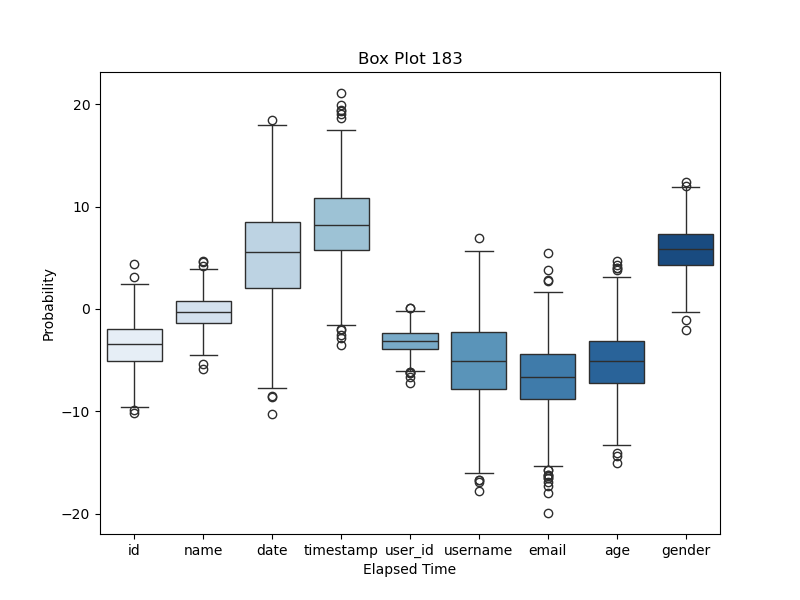 Box Plot 183
Probability
20
10
0
−10
−20
id name date timestamp user_id username email age gender
Elapsed Time